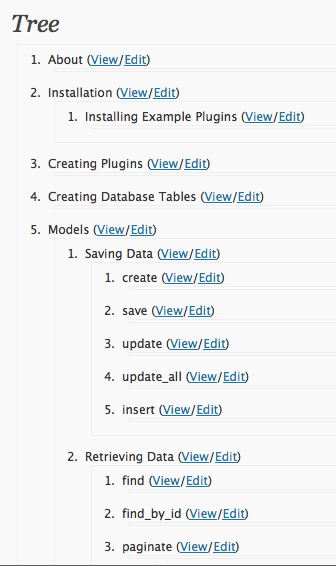 Tree
1. About (View/Edit)
2. Installation (View/Edit)
1. Installing Example Plugins (View/Edit)
3. Creating Plugins (View/Edit)
4. Creating Database Tables (View/Edit)
5. Models (View/Edit)
1. Saving Data (View/Edit)
1. create (View/Edit)
2. save (View/Edit)
3. update (View/Edit)
4. update_all (View/Edit)
5. insert (View/Edit)
2. Retrieving Data (View/Edit)
1. find (View/Edit)
2. find_by_id (View/Edit)
3. paginate (View/Edit)